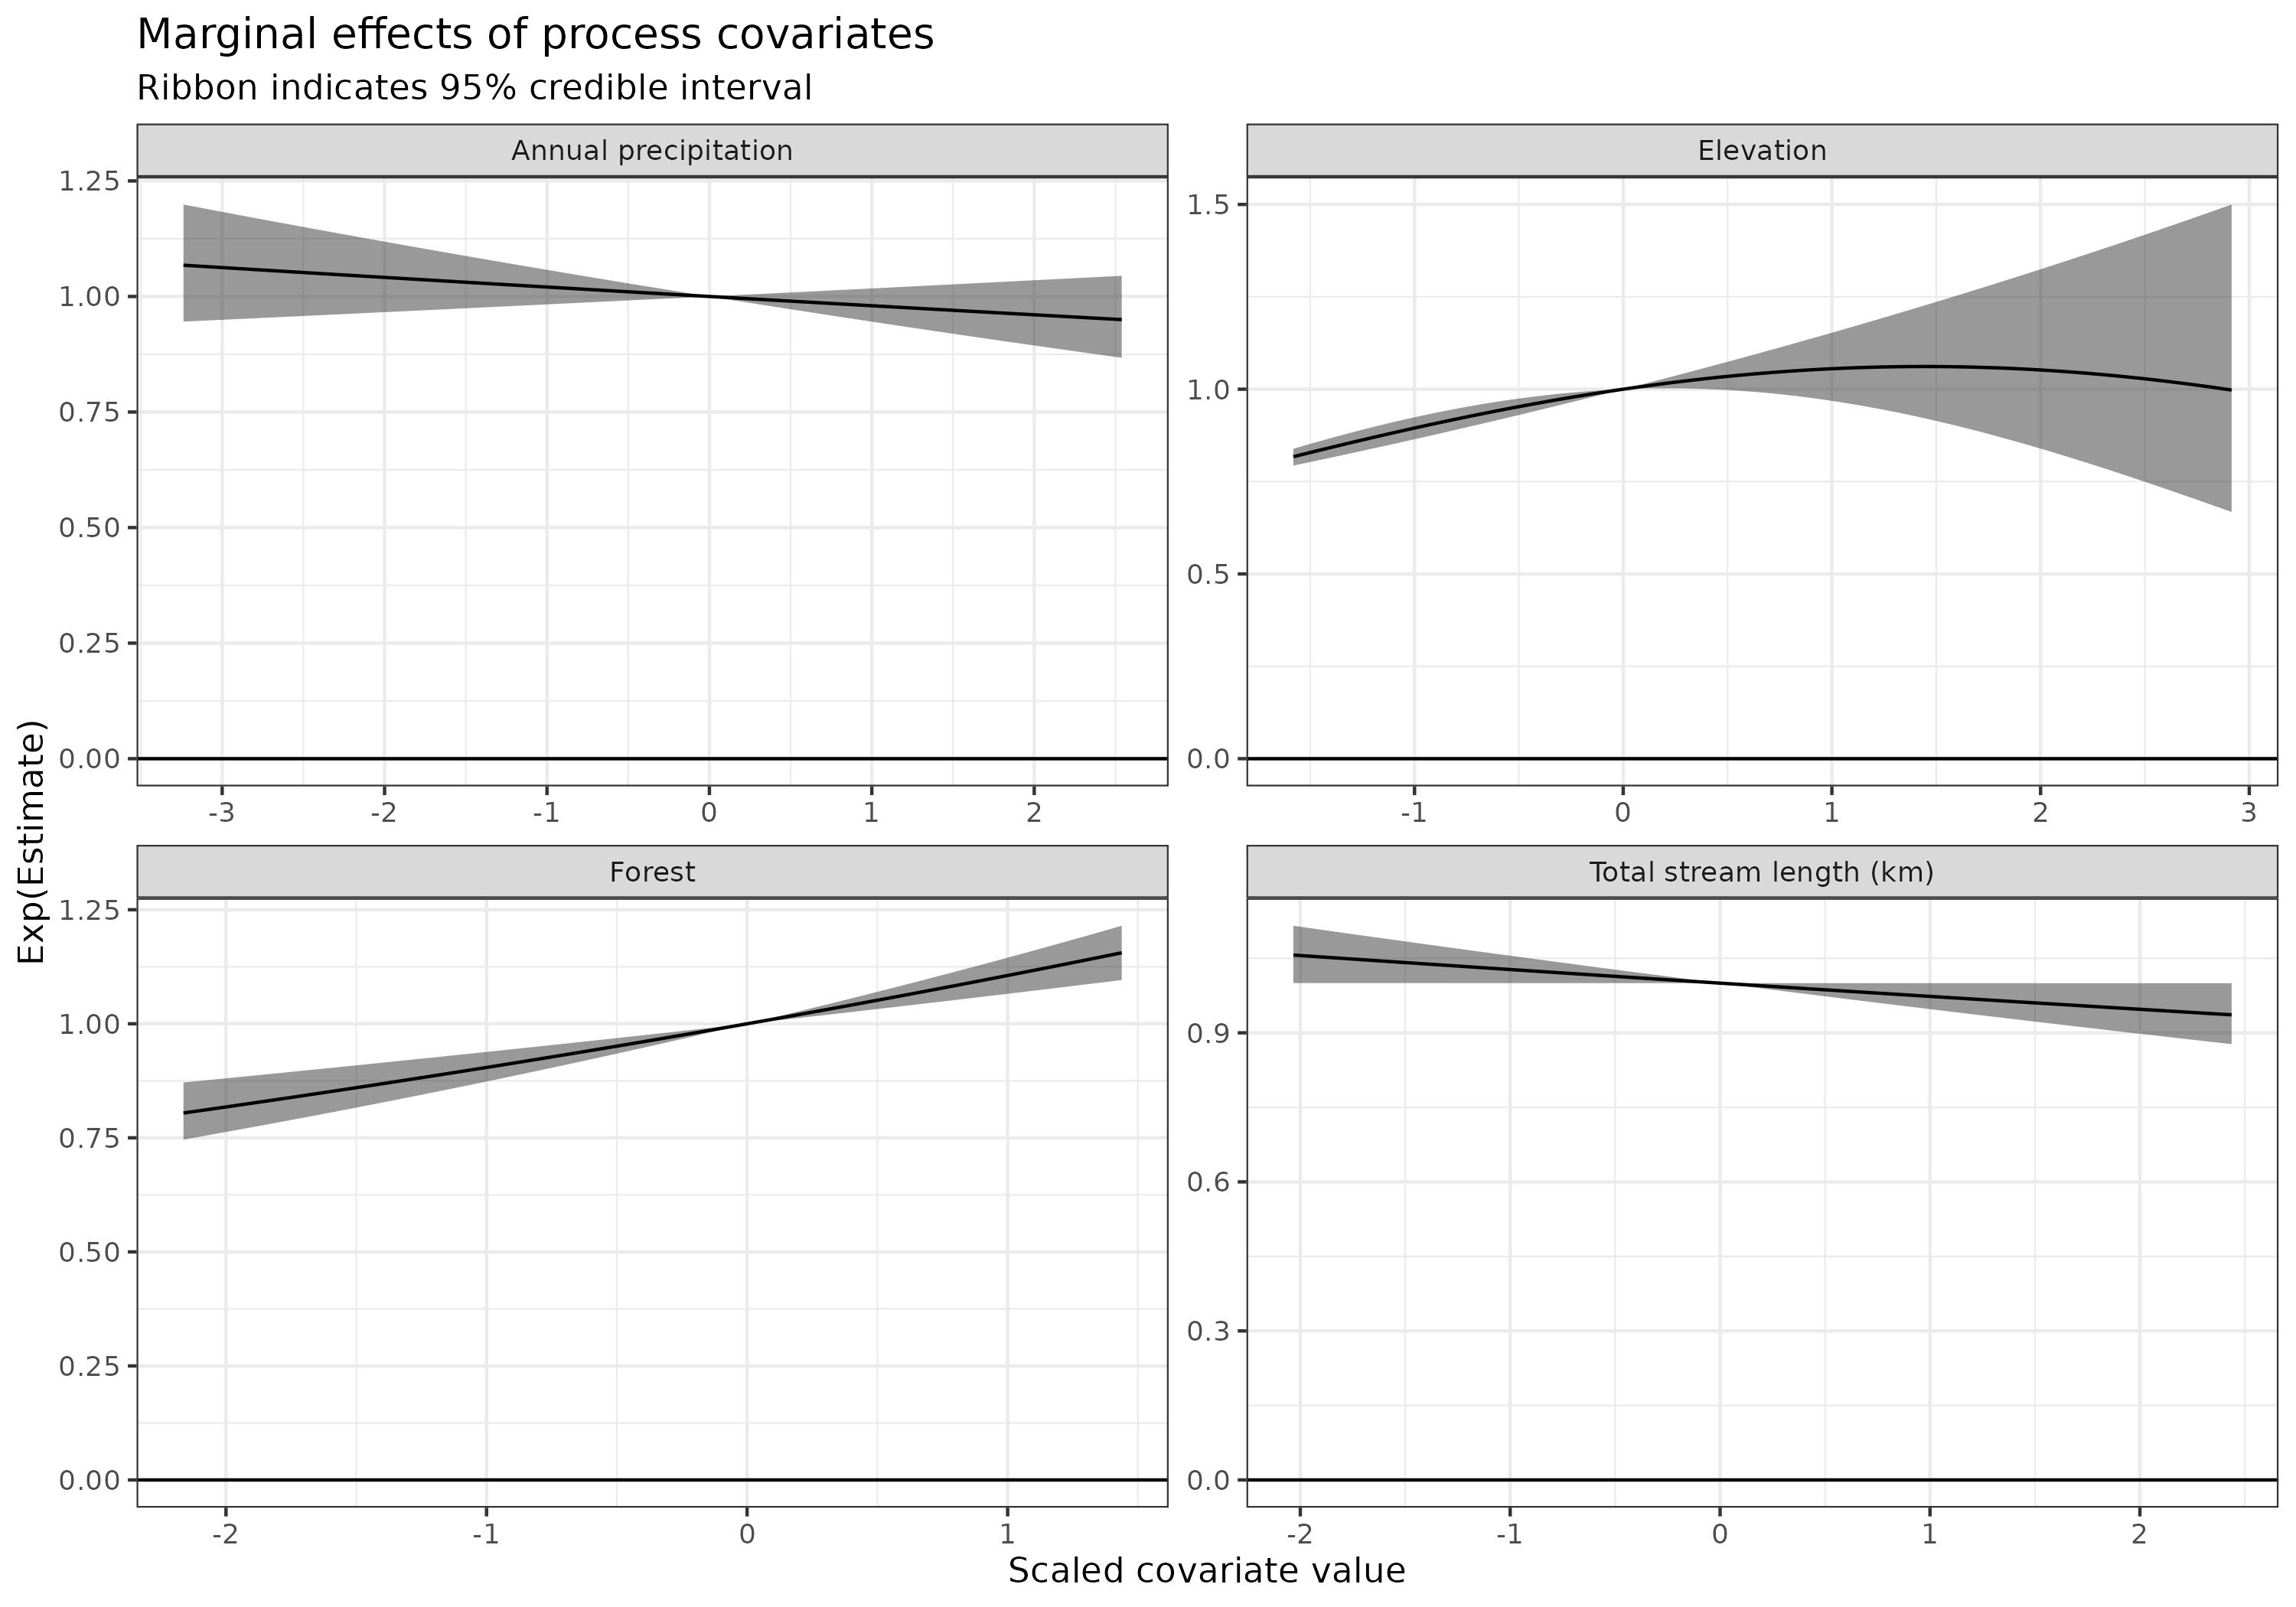 Marginal effects of process covariates
Ribbon indicates 95% credible interval
Annual precipitation
Elevation
1.25
1.00
0.75
0.50
0.25
0.00
1.5
1.0
0.5
0.0
-3 -2 -1 0 1 2
-1 0 1 2 3
Exp(Estimate)
Forest
Total stream length (km)
1.25
1.00
0.75
0.50
0.25
0.00
0.9
0.6
0.3
0.0
-2 -1 0 1
-2 -1 0 1 2
Scaled covariate value